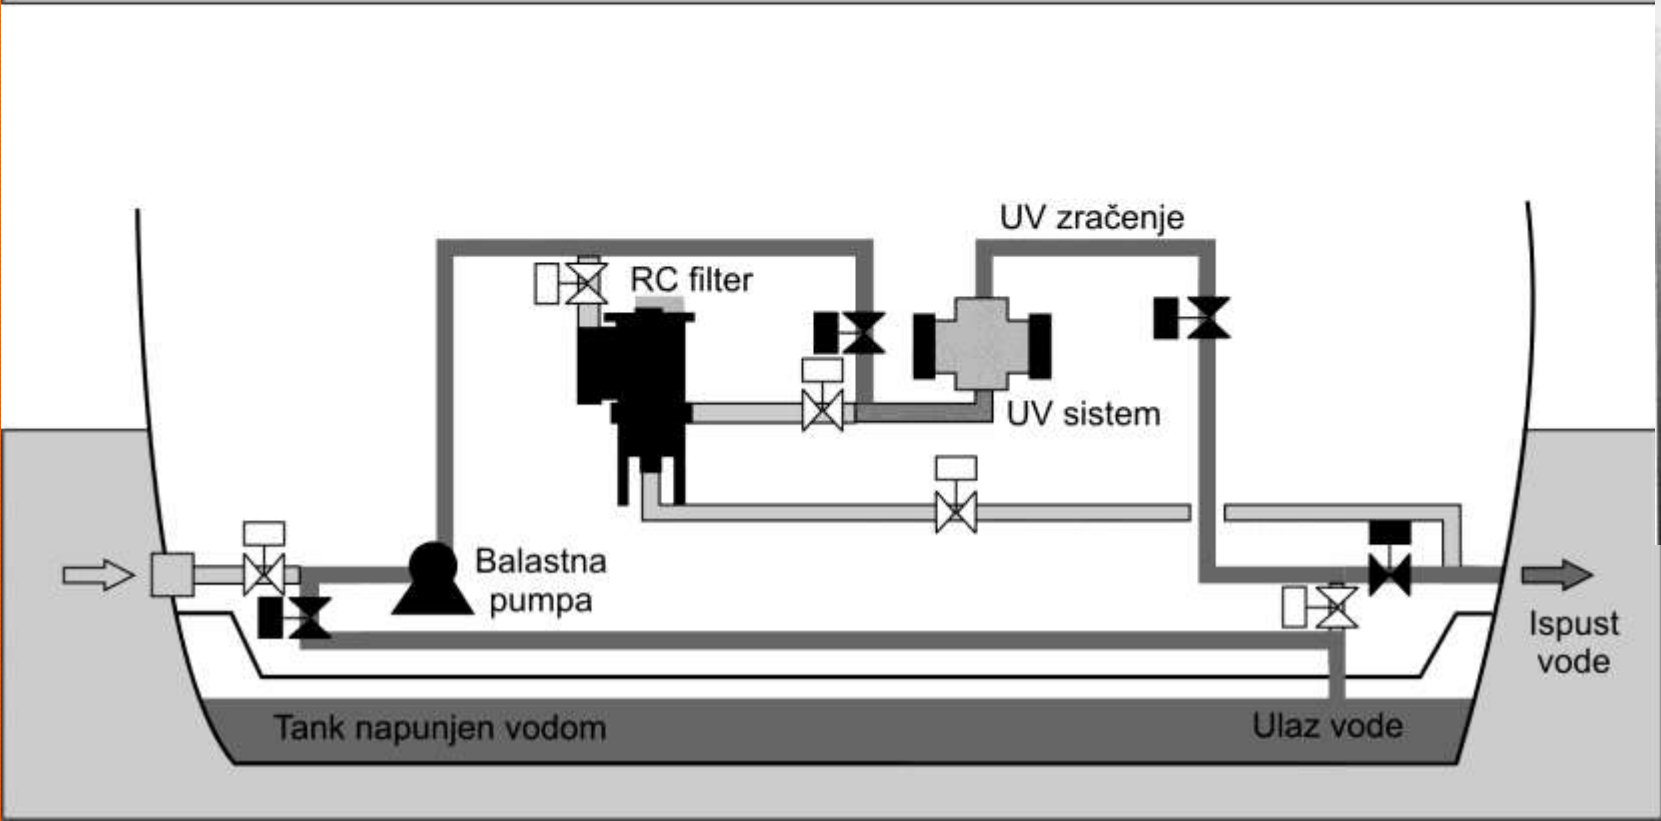 UV zračenje
RC filter
UV sistem
Balastna
pumpa
Ispust
vode
Tank napunjen vodom
Ulaz vode